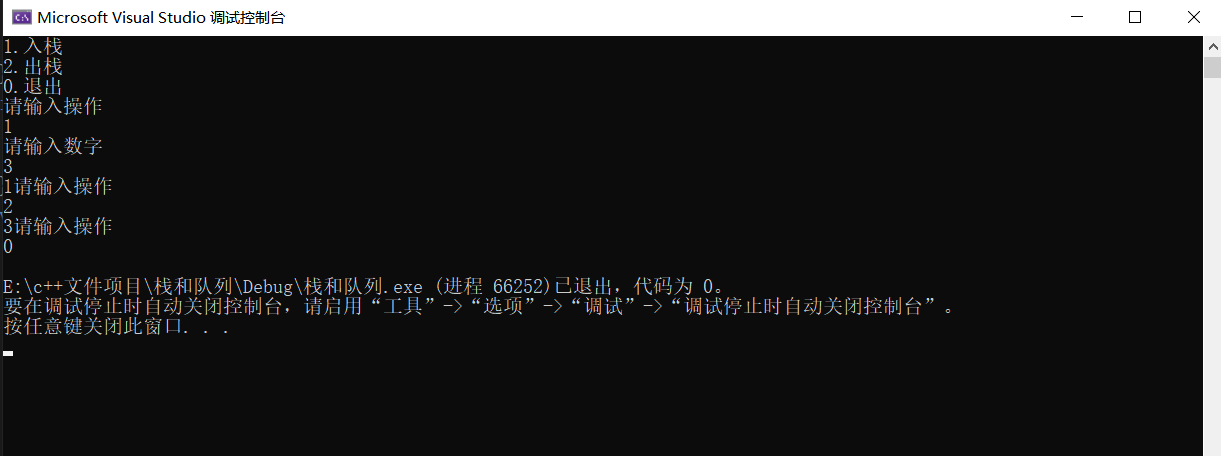 C:\
Microsoft Visual Studio 调试控制台
1.入栈
2.出栈
0.退出
请输入操作
1
请输入数字
3
1请输入操作
2
3请输入操作
0
E:\c++文件项目\栈和队列\Debug\栈和队列.exe (进程 66252)已退出，代码为 0。
要在调试停止时自动关闭控制台，请启用“工具”->“选项”->“调试”->“调试停止时自动关闭控制台”。
按任意键关闭此窗口. . .